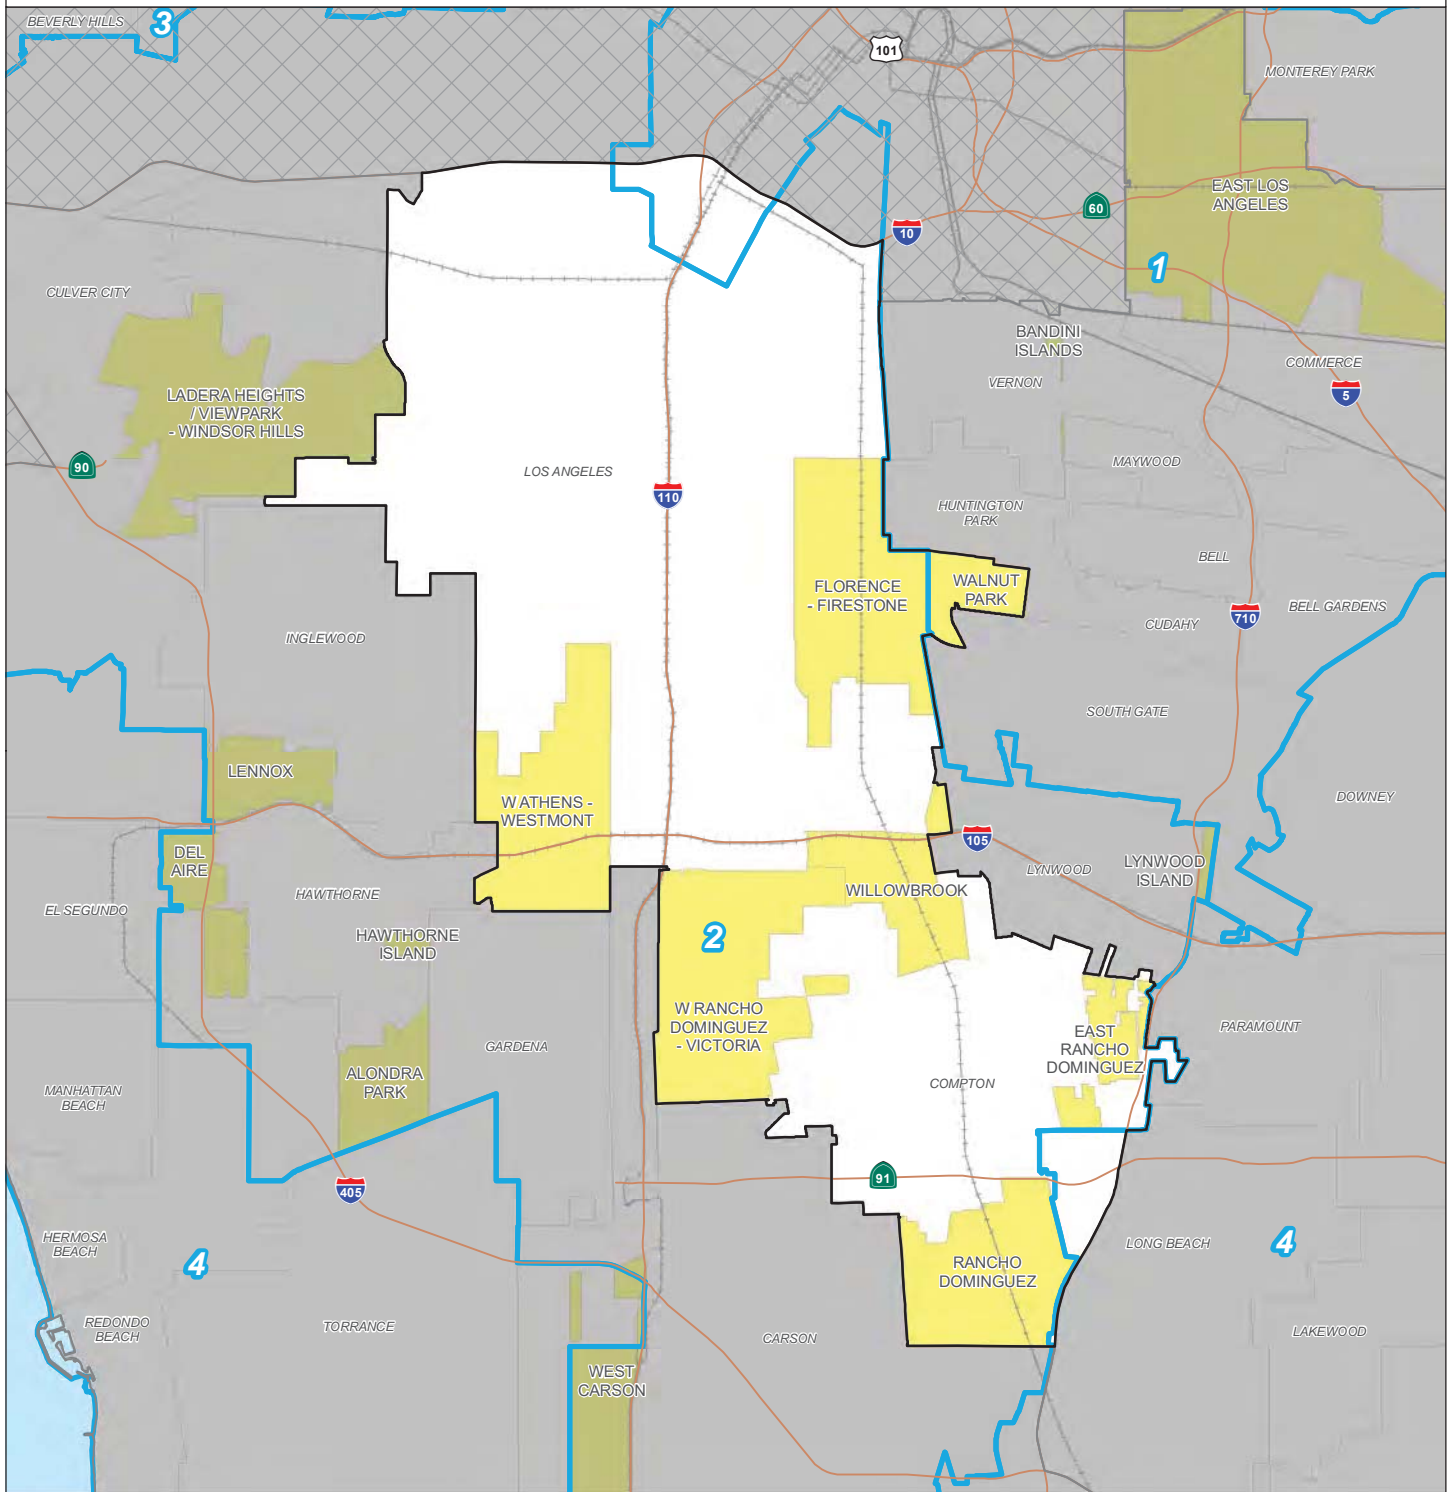 BEVERLY HILLS
3
101
MONTEREY PARK
EAST LOS
ANGELES
60
10
1
CULVER CITY
BANDINI
ISLANDS
VERNON
COMMERCE
5
LADERA HEIGHTS
/ VIEWPARK
- WINDSOR HILLS
90
LOS ANGELES
110
MAYWOOD
HUNTINGTON
PARK
BELL
FLORENCE
- FIRESTONE
WALNUT
PARK
BELL GARDENS
710
CUDAHY
INGLEWOOD
SOUTH GATE
LENNOX
W ATHENS -
WESTMONT
DOWNEY
105
DEL
AIRE
LYNWOOD
LYNWOOD
ISLAND
HAWTHORNE
WILLOWBROOK
EL SEGUNDO
HAWTHORNE
ISLAND
2
W RANCHO
DOMINGUEZ
- VICTORIA
EAST
RANCHO
DOMINGUEZ
PARAMOUNT
GARDENA
ALONDRA
PARK
COMPTON
MANHATTAN
BEACH
91
405
HERMOSA
BEACH
4
RANCHO
DOMINGUEZ
LONG BEACH
4
REDONDO
BEACH
TORRANCE
CARSON
LAKEWOOD
WEST
CARSON